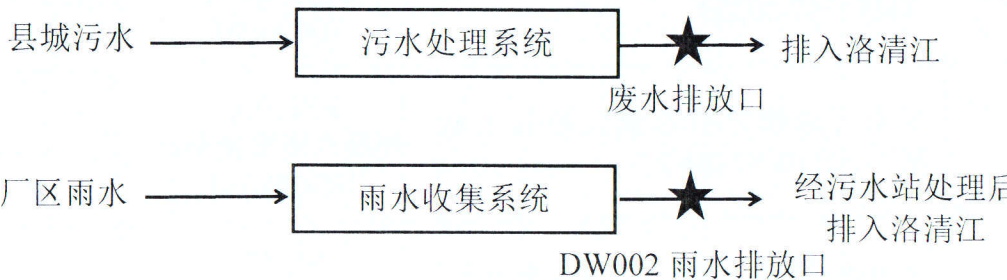 县城污水
污水处理系统
排入洛清江
废水排放口
厂区雨水
雨水收集系统
经污水站处理后
排入洛清江
DW002 雨水排放口